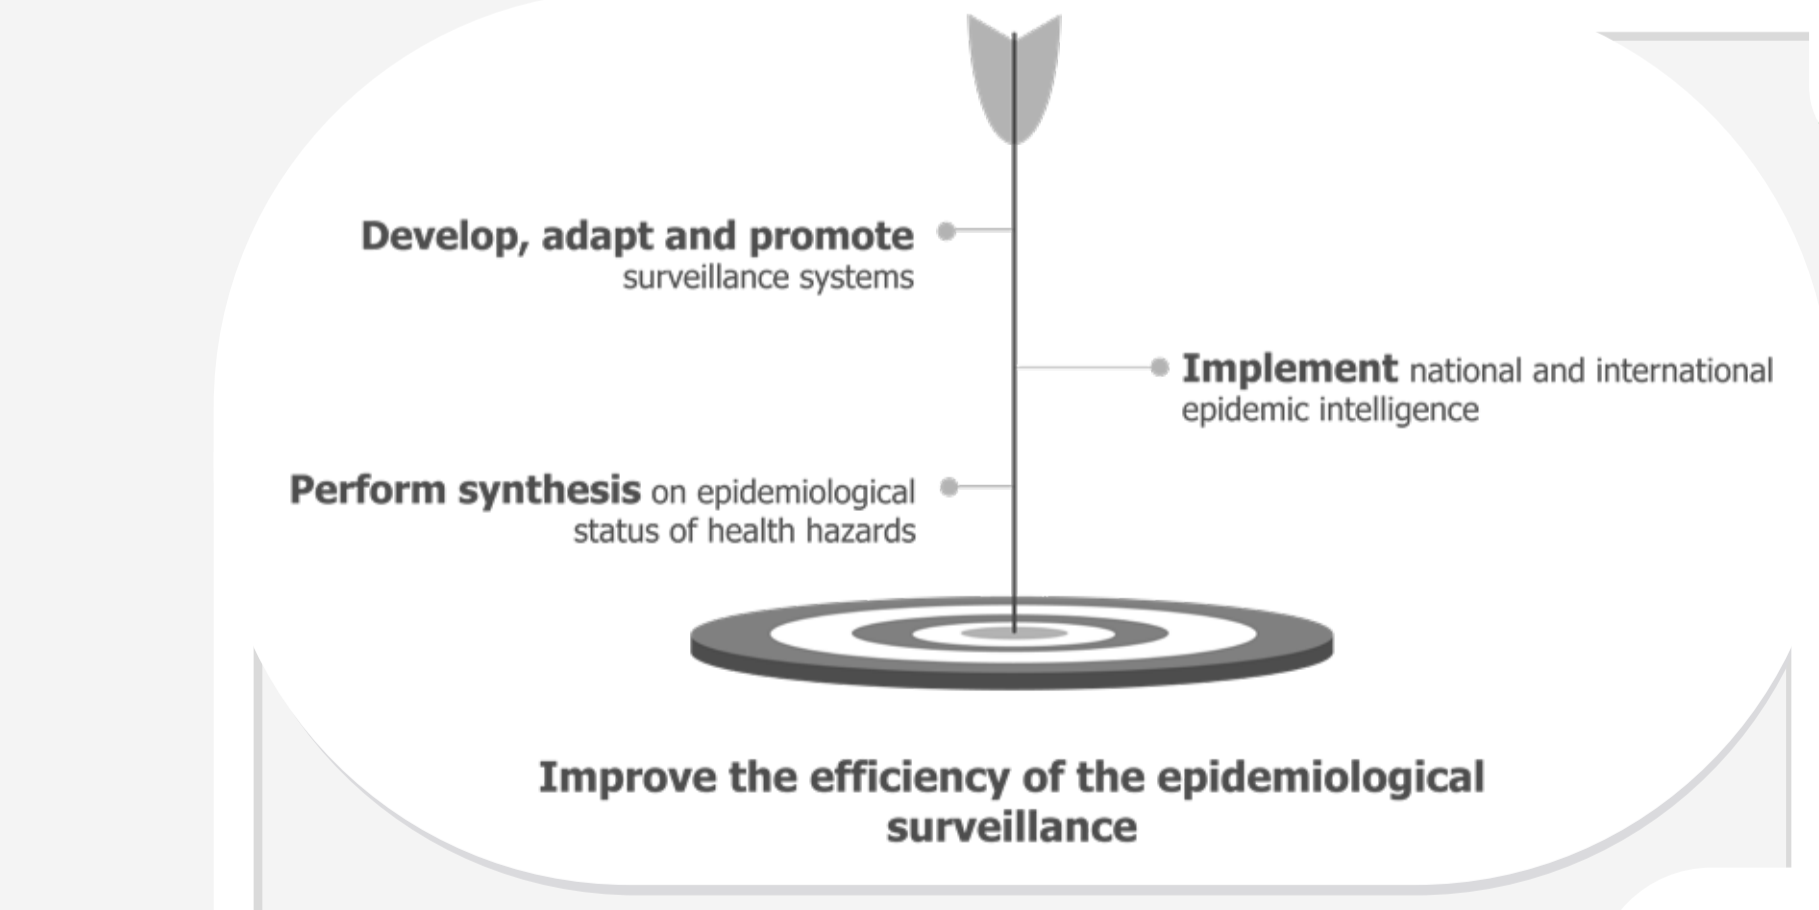 Develop, adapt and promote
surveillance systems
Implement national and international
epidemic intelligence
Perform synthesis on epidemiological
status of health hazards
Improve the efficiency of the epidemiological
surveillance